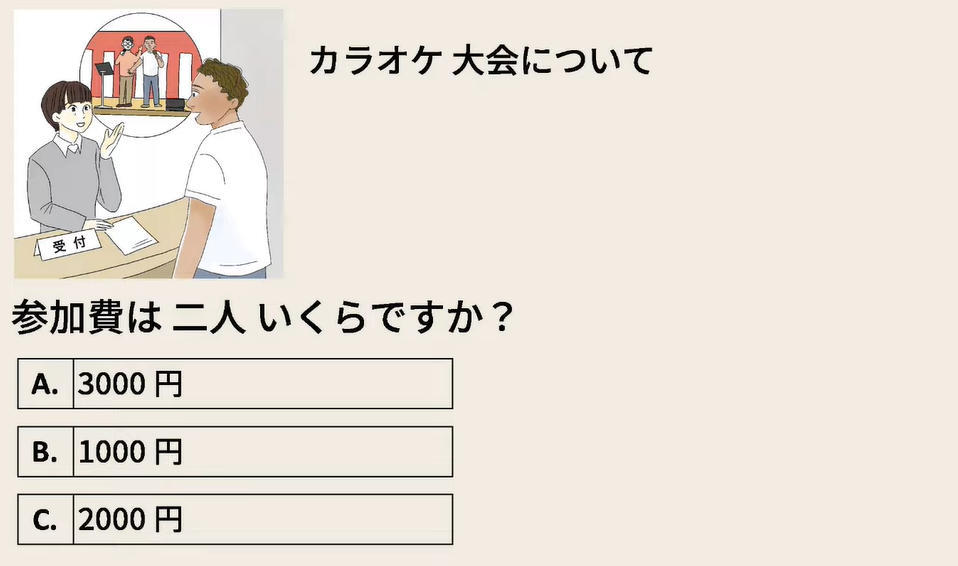 カラオケ 大会について
受付
参加費は 二人 いくらですか？
A. 3000 円
B. 1000 円
C. 2000 円